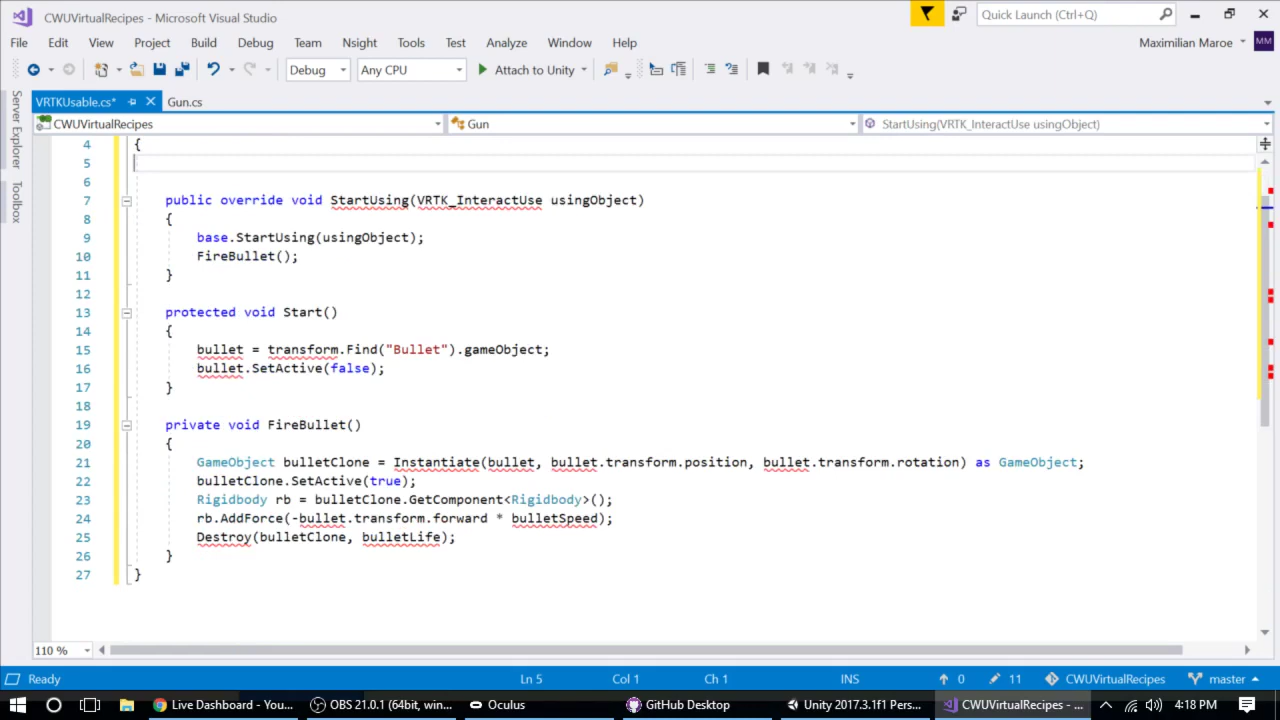 CWUVirtualRecipes - Microsoft Visual Studio
Quick Launch (Ctrl+Q)
File Edit View Project Build Debug Team Nsight Tools Test Analyze Window Help
Maximilian Maroe MM
Debug Any CPU Attach to Unity
Server Explorer
Toolbox
VRTKUsable.cs* Gun.cs
CWUVirtualRecipes Gun StartUsing(VRTK_InteractUse usingObject)
4 {
5
6
7 public override void StartUsing(VRTK_InteractUse usingObject)
8 {
9 base.StartUsing(usingObject);
10 FireBullet();
11 }
12
13 protected void Start()
14 {
15 bullet = transform.Find("Bullet").gameObject;
16 bullet.SetActive(false);
17 }
18
19 private void FireBullet()
20 {
21 GameObject bulletClone = Instantiate(bullet, bullet.transform.position, bullet.transform.rotation) as GameObject;
22 bulletClone.SetActive(true);
23 Rigidbody rb = bulletClone.GetComponent<Rigidbody>();
24 rb.AddForce(-bullet.transform.forward * bulletSpeed);
25 Destroy(bulletClone, bulletLife);
26 }
27 }
110 %
Ready Ln 5 Col 1 Ch 1 INS 0 11 CWUVirtualRecipes master
Live Dashboard - You... OBS 21.0.1 (64bit, win... Oculus GitHub Desktop Unity 2017.3.1f1 Pers... CWUVirtualRecipes - ... 4:18 PM